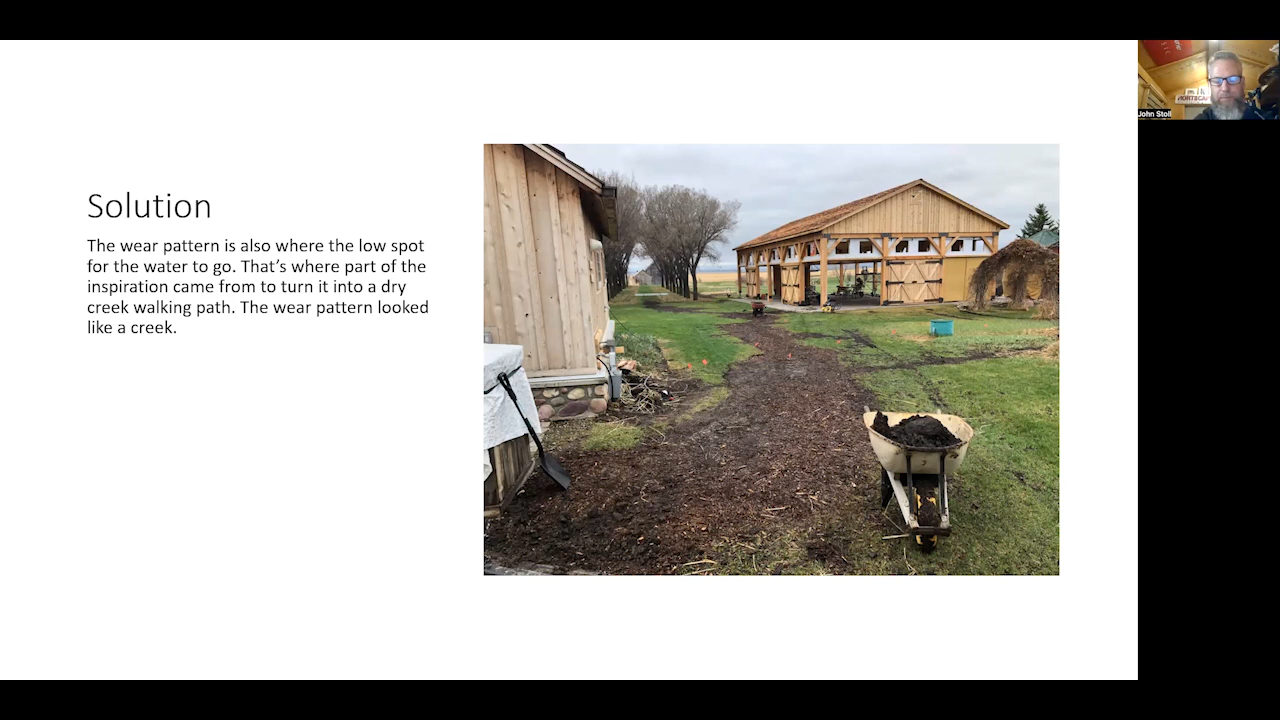 Solution
The wear pattern is also where the low spot
for the water to go. That’s where part of the
inspiration came from to turn it into a dry
creek walking path. The wear pattern looked
like a creek.
John Stoll